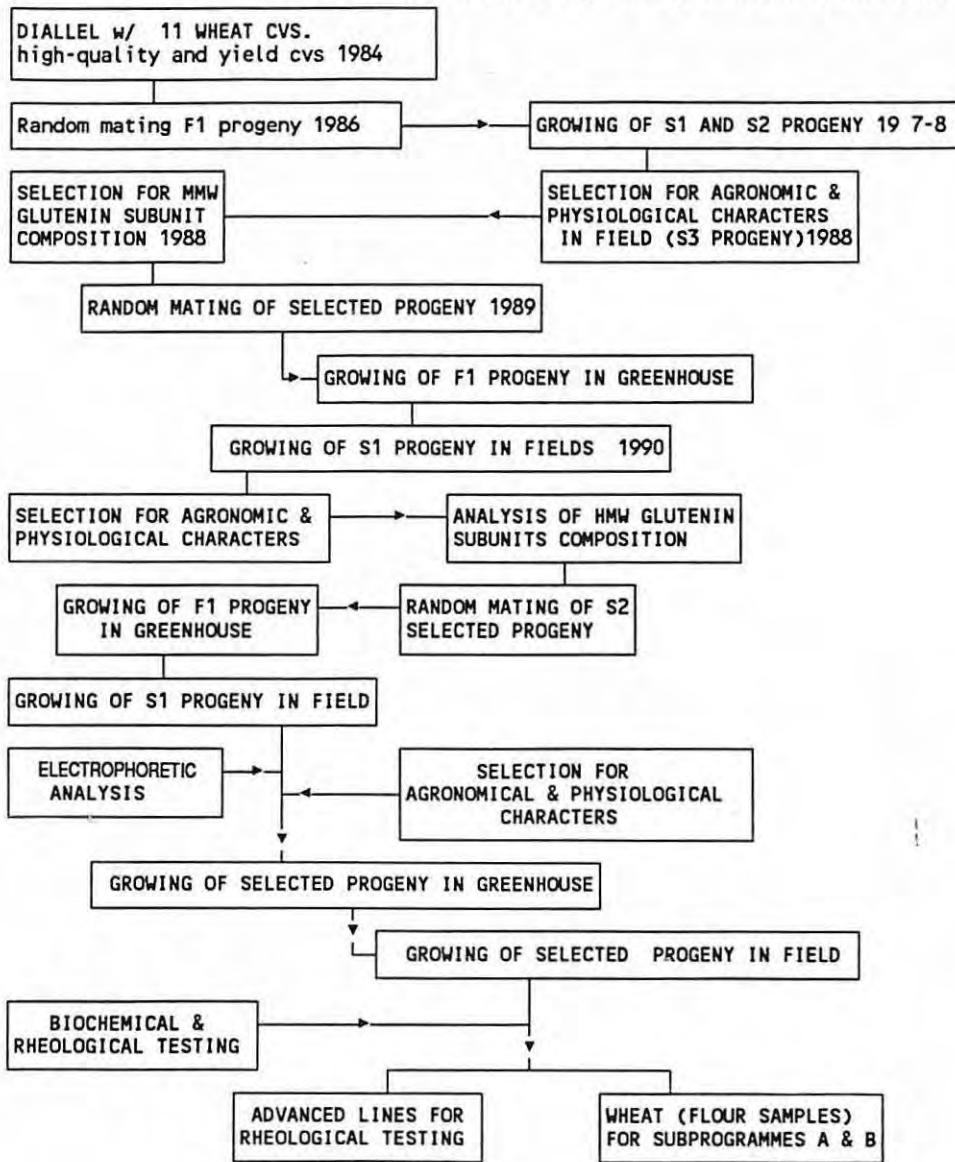 DIALLEL w/ 11 WHEAT CVS.
high-quality and yield cvs 1984
Random mating F1 progeny 1986
GROWING OF S1 AND S2 PROGENY 19 7-8
SELECTION FOR MMW
GLUTENIN SUBUNIT
COMPOSITION 1988
SELECTION FOR AGRONOMIC &
PHYSIOLOGICAL CHARACTERS
IN FIELD (S3 PROGENY)1988
RANDOM MATING OF SELECTED PROGENY 1989
GROWING OF F1 PROGENY IN GREENHOUSE
GROWING OF S1 PROGENY IN FIELDS 1990
SELECTION FOR AGRONOMIC &
PHYSIOLOGICAL CHARACTERS
ANALYSIS OF HMW GLUTENIN
SUBUNITS COMPOSITION
GROWING OF F1 PROGENY
IN GREENHOUSE
RANDOM MATING OF S2
SELECTED PROGENY
GROWING OF S1 PROGENY IN FIELD
ELECTROPHORETIC
ANALYSIS
SELECTION FOR
AGRONOMICAL & PHYSIOLOGICAL
CHARACTERS
GROWING OF SELECTED PROGENY IN GREENHOUSE
GROWING OF SELECTED PROGENY IN FIELD
BIOCHEMICAL &
RHEOLOGICAL TESTING
ADVANCED LINES FOR
RHEOLOGICAL TESTING
WHEAT (FLOUR SAMPLES)
FOR SUBPROGRAMMES A & B